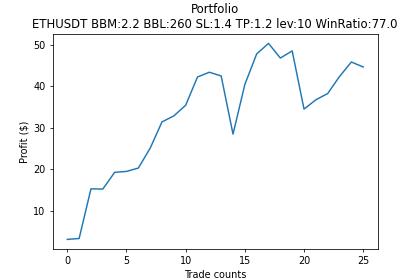 Portfolio
ETHUSDT BBM:2.2 BBL:260 SL:1.4 TP:1.2 lev:10 WinRatio:77.0
50
40
30
20
10
Profit ($)
0 5 10 15 20 25
Trade counts